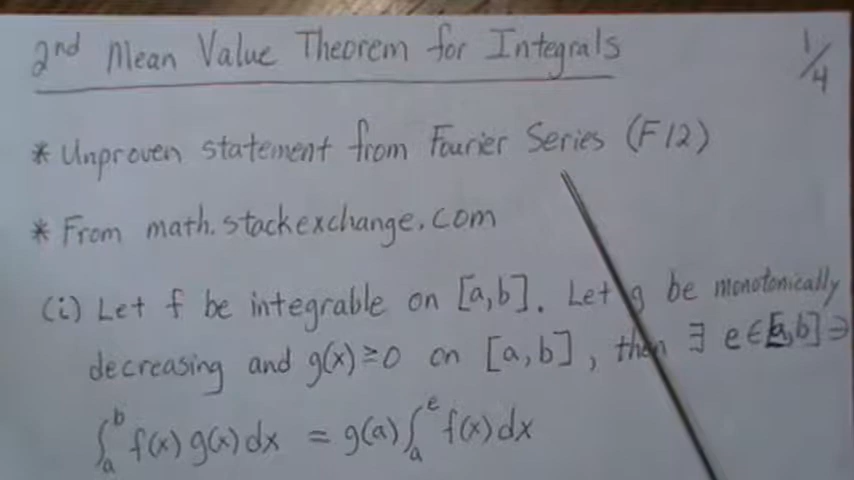 2nd Mean Value Theorem for Integrals 1/4
* Unproven statement from Fourier Series (F12)
* From math.stackexchange.com
(i) Let f be integrable on [a,b]. Let g be monotonically
decreasing and g(x) ≥ 0 on [a,b], then ∃ e ∈ [a,b] ∋
∫_a^b f(x) g(x) dx = g(a) ∫_a^e f(x) dx